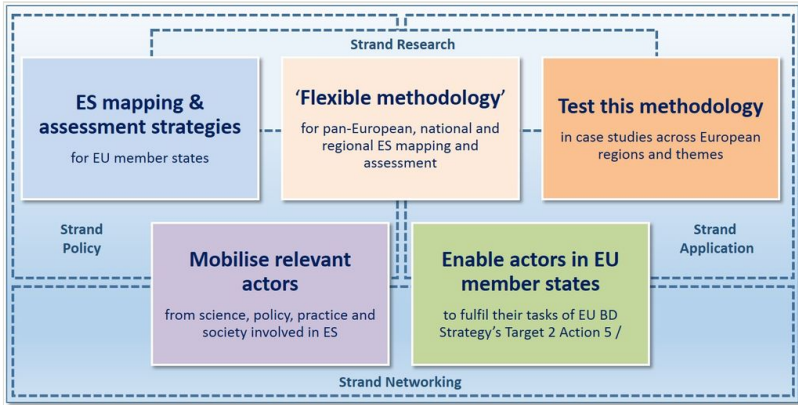 Strand Research
ES mapping &
assessment strategies
for EU member states
‘Flexible methodology’
for pan-European, national and
regional ES mapping and
assessment
Test this methodology
in case studies across European
regions and themes
Strand
Policy
Mobilise relevant
actors
from science, policy, practice and
society involved in ES
Enable actors in EU
member states
to fulfil their tasks of EU BD
Strategy’s Target 2 Action 5 /
Strand
Application
Strand Networking